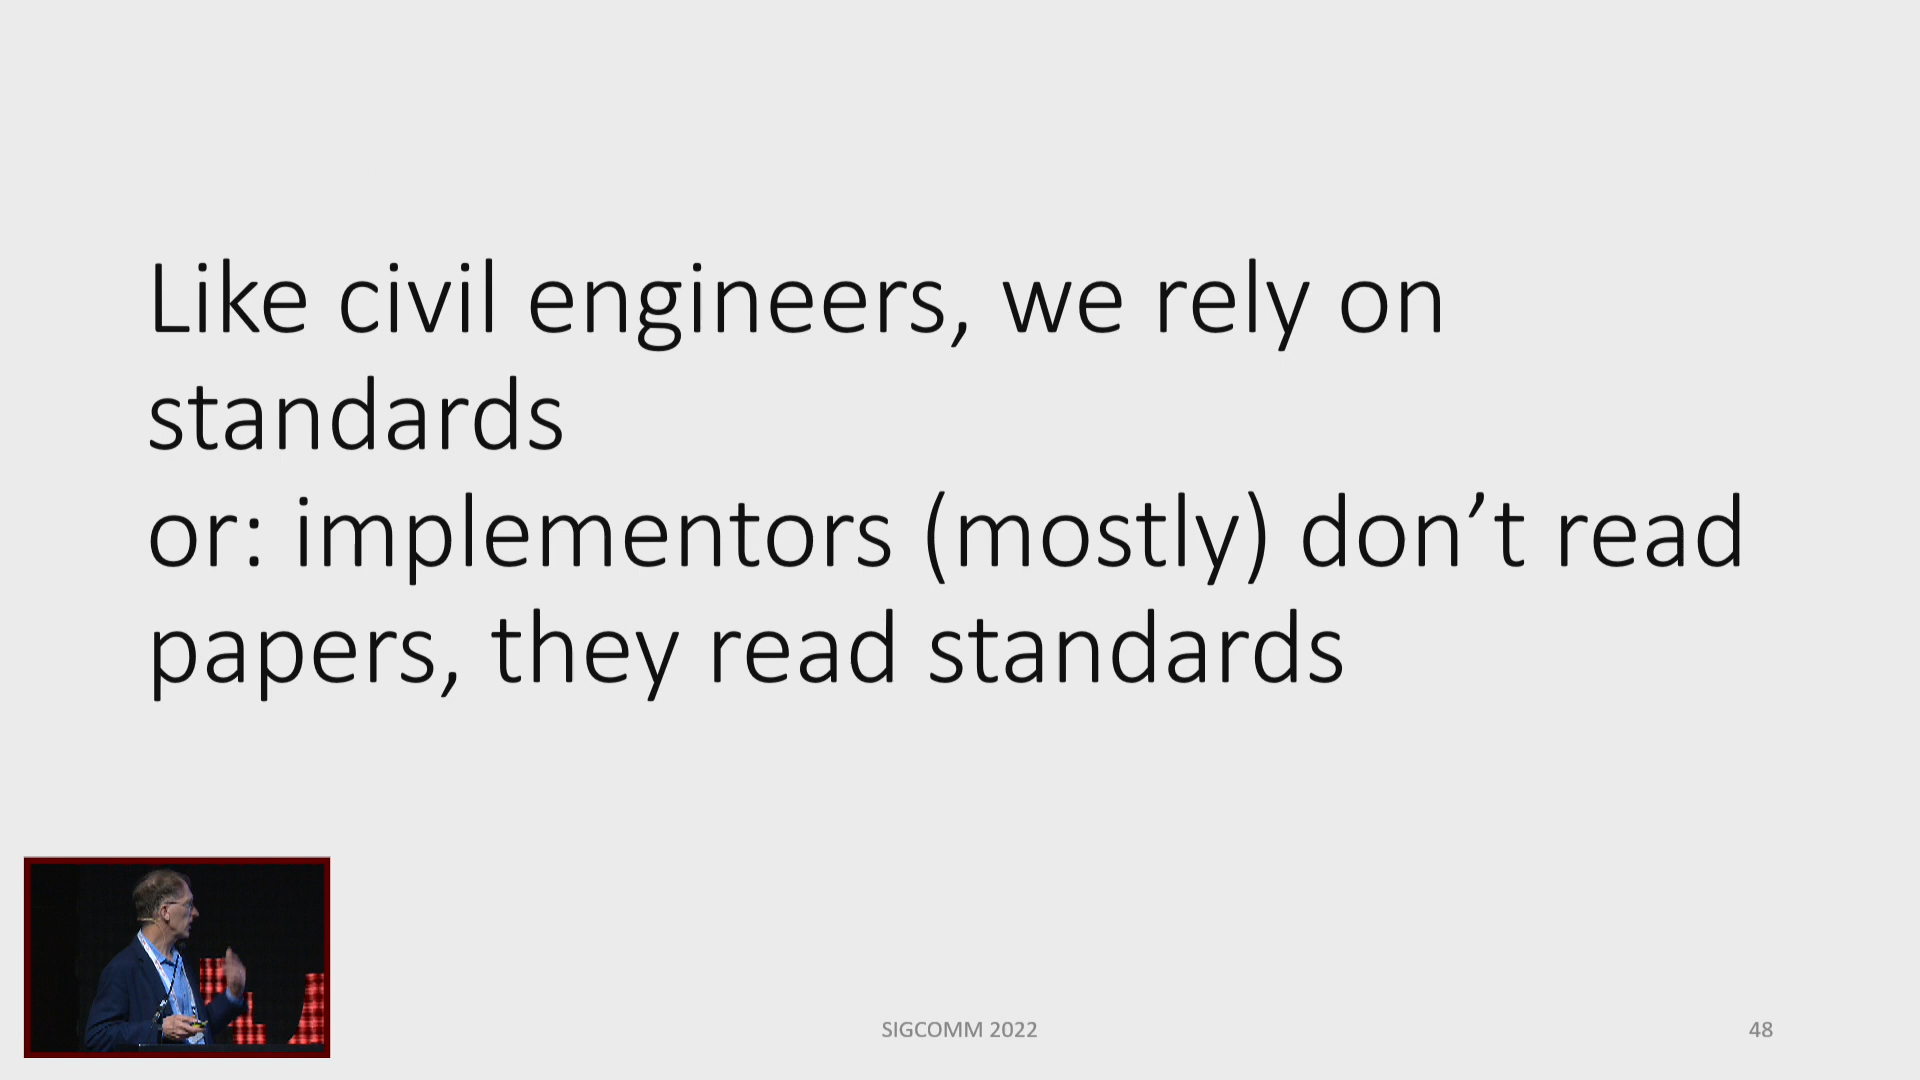 Like civil engineers, we rely on
standards
or: implementors (mostly) don’t read
papers, they read standards
SIGCOMM 2022
48